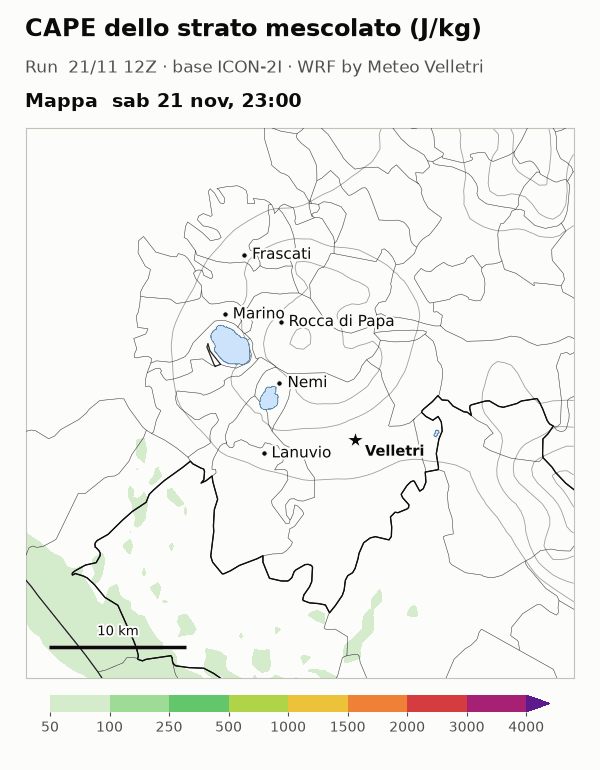 CAPE dello strato mescolato (J/kg)
Run  21/11 12Z · base ICON-2I · WRF by Meteo Velletri
Mappa  sab 21 nov, 23:00
Frascati
Marino
Rocca di Papa
Nemi
Velletri
Lanuvio
10 km
50 100 250 500 1000 1500 2000 3000 4000